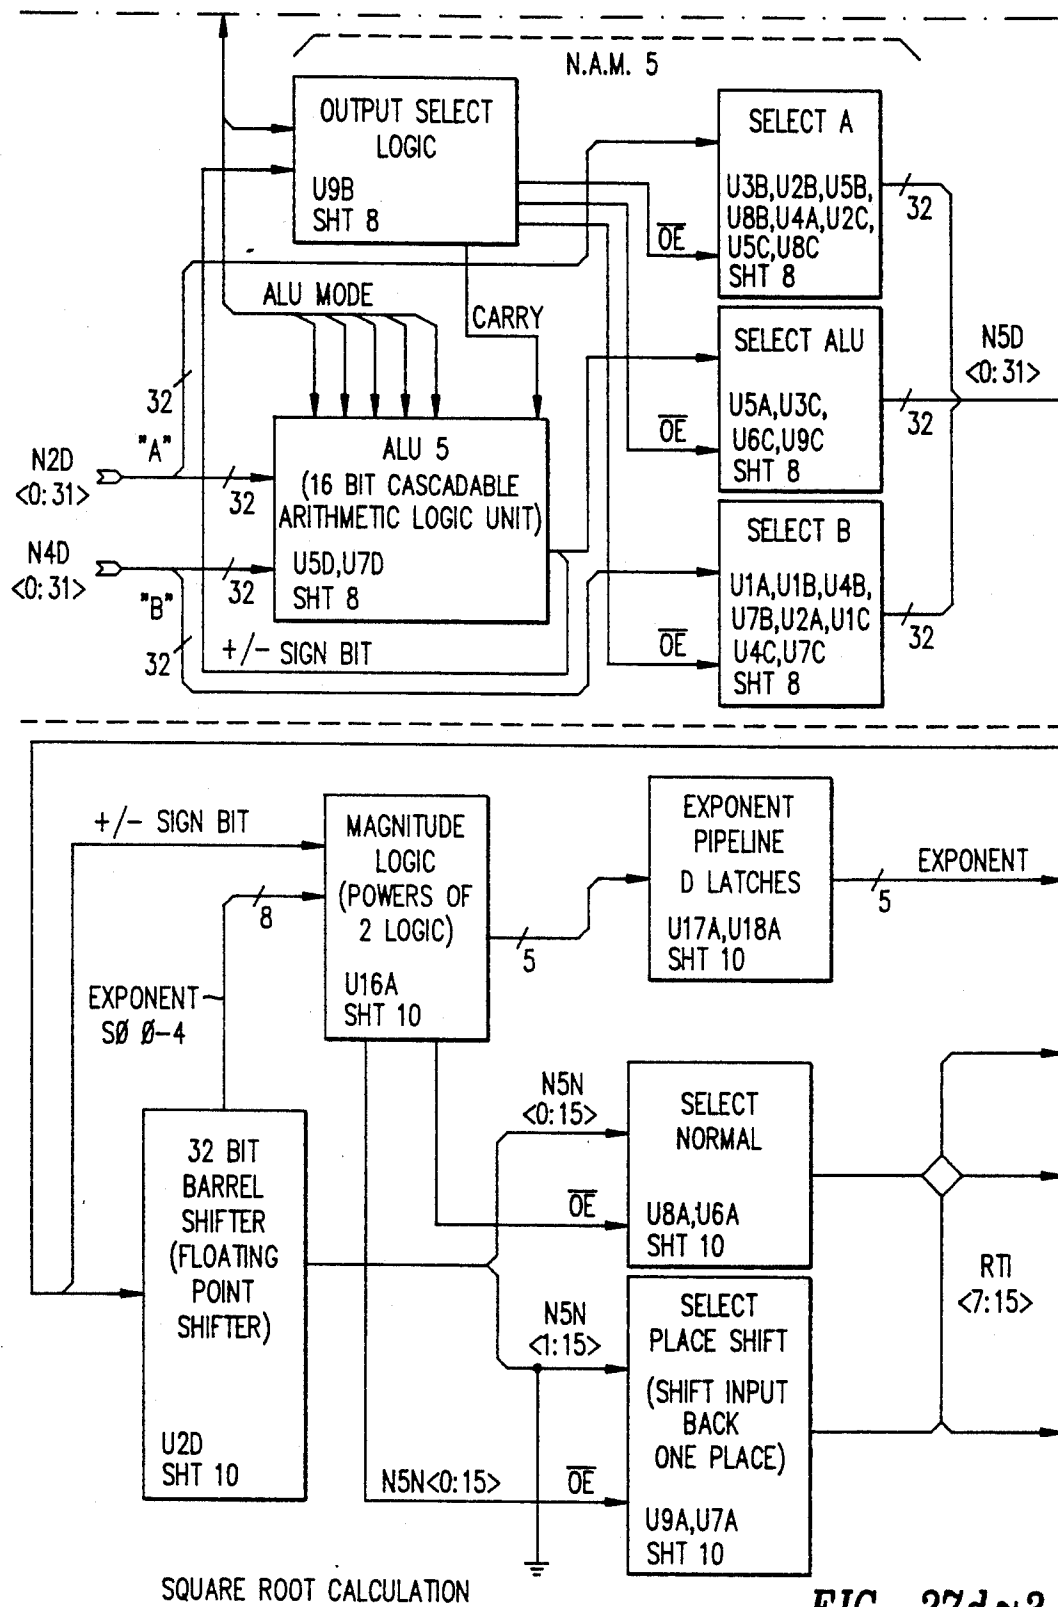 N.A.M. 5
OUTPUT SELECT
LOGIC
U9B
SHT 8
SELECT A
U3B,U2B,U5B,
U8B,U4A,U2C,
U5C,U8C
SHT 8
OE
32
ALU MODE
CARRY
SELECT ALU
U5A,U3C,
U6C,U9C
SHT 8
OE
32
N5D
<0:31>
32
"A"
N2D
<0:31>
32
ALU 5
(16 BIT CASCADABLE
ARITHMETIC LOGIC UNIT)
U5D,U7D
SHT 8
N4D
<0:31>
32
"B"
32
+/- SIGN BIT
SELECT B
U1A,U1B,U4B,
U7B,U2A,U1C
U4C,U7C
SHT 8
OE
32
+/- SIGN BIT
8
EXPONENT
SØ Ø-4
MAGNITUDE
LOGIC
(POWERS OF
2 LOGIC)
U16A
SHT 10
5
EXPONENT
PIPELINE
D LATCHES
U17A,U18A
SHT 10
EXPONENT
5
32 BIT
BARREL
SHIFTER
(FLOATING
POINT
SHIFTER)
U2D
SHT 10
N5N
<0:15>
OE
SELECT
NORMAL
U8A,U6A
SHT 10
N5N
<1:15>
N5N<0:15>
OE
SELECT
PLACE SHIFT
(SHIFT INPUT
BACK
ONE PLACE)
U9A,U7A
SHT 10
RTI
<7:15>
SQUARE ROOT CALCULATION